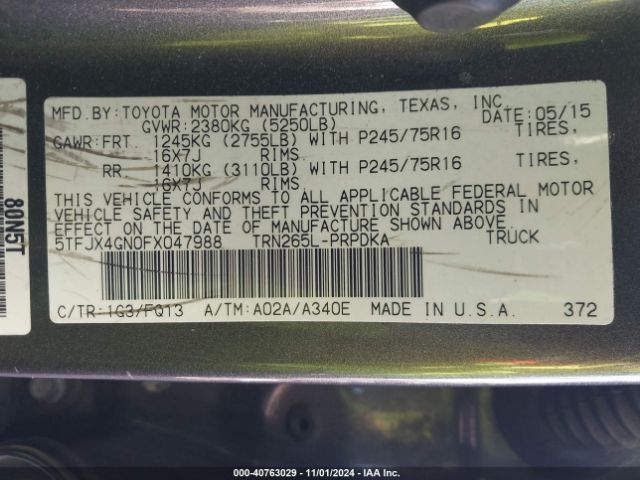 MFD.BY:TOYOTA MOTOR MANUFACTURING, TEXAS, INC.
GVWR:2380KG (5250LB) DATE:05/15
GAWR:FRT 1245KG (2755LB) WITH P245/75R16 TIRES,
16X7J RIMS.
RR 1410KG (3110LB) WITH P245/75R16 TIRES,
16X7J RIMS.
THIS VEHICLE CONFORMS TO ALL APPLICABLE FEDERAL MOTOR
VEHICLE SAFETY AND THEFT PREVENTION STANDARDS IN
EFFECT ON THE DATE OF MANUFACTURE SHOWN ABOVE.
5TFJX4GN0FX047988 TRN265L-PRPDKA TRUCK
C/TR:1G3/FQ13 A/TM:A02A/A340E MADE IN U.S.A. 372
80N5T
000-40763029 - 11/01/2024 - IAA Inc.